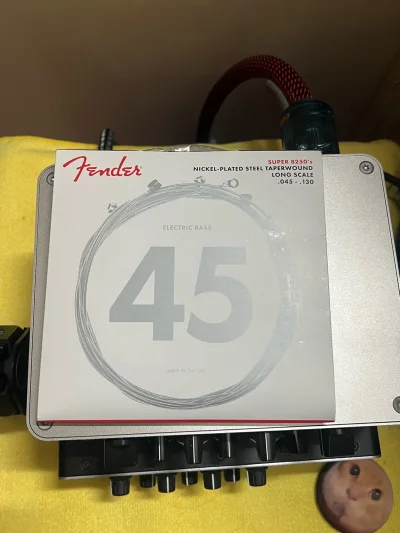 Fender
SUPER 8250's
NICKEL-PLATED STEEL TAPERWOUND
LONG SCALE
.045 - .130
ELECTRIC BASS
45